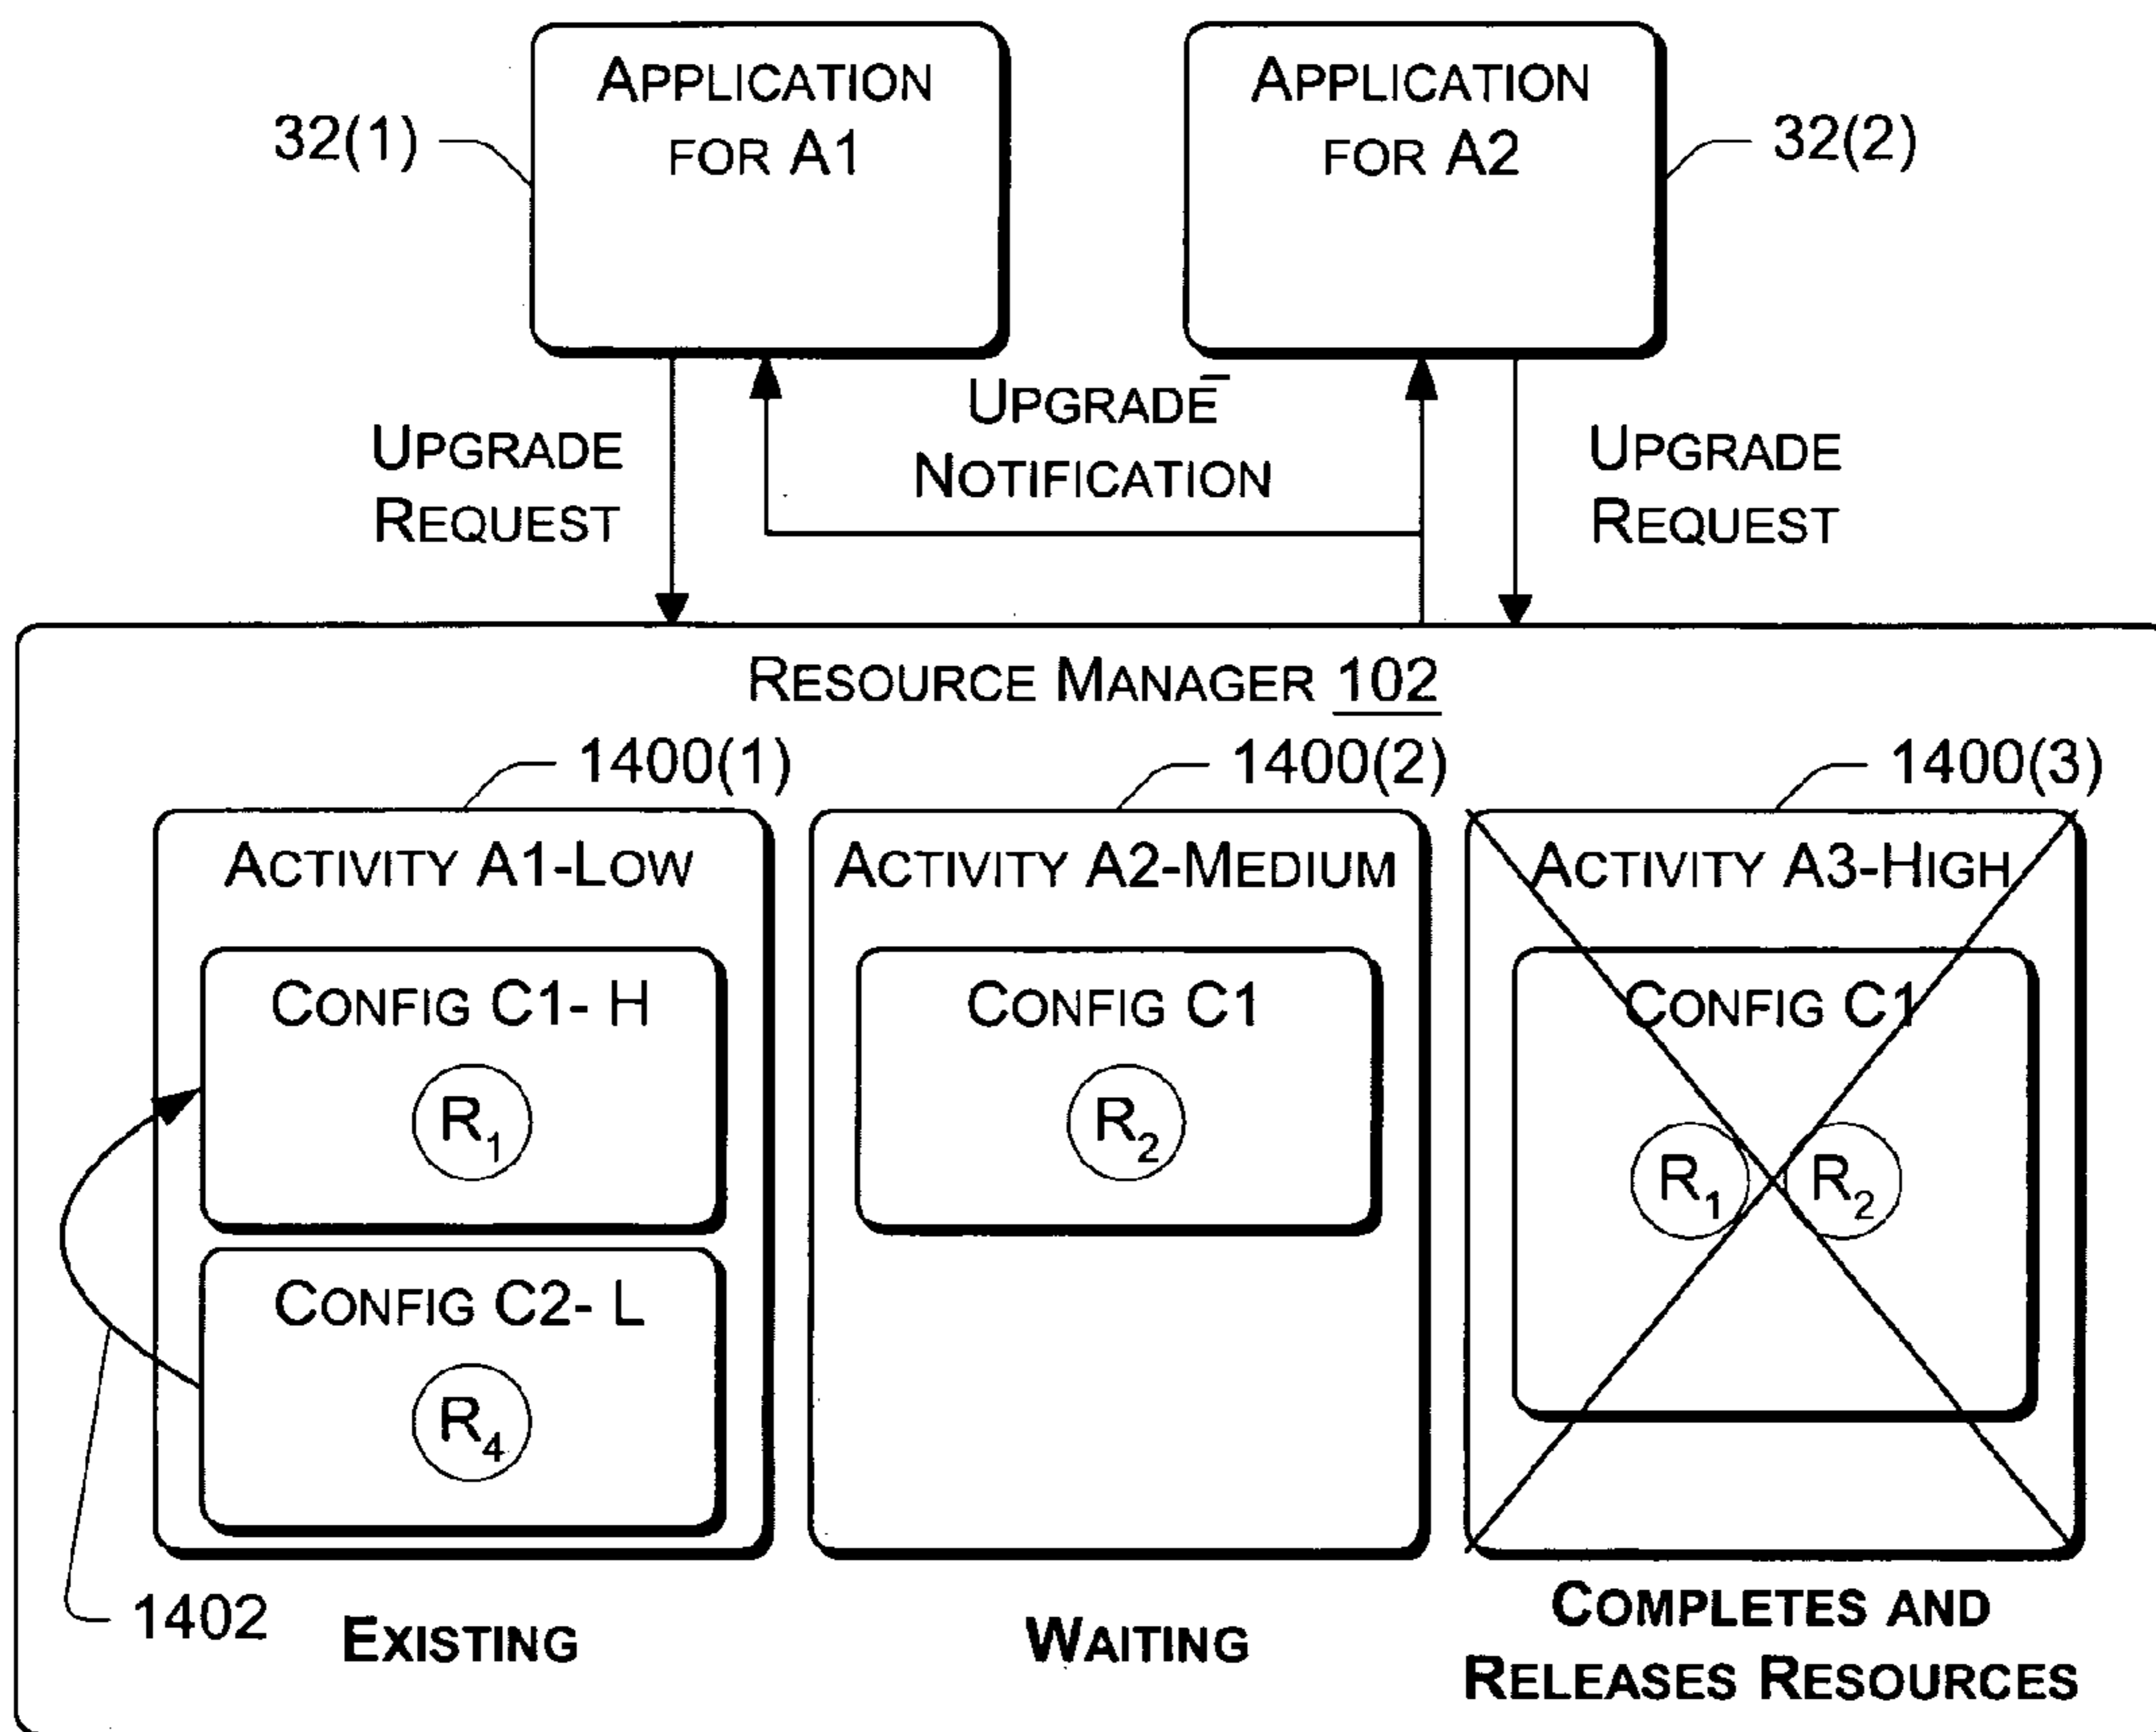 APPLICATION
FOR A1
32(1)
APPLICATION
FOR A2
32(2)
UPGRADE
REQUEST
UPGRADE
NOTIFICATION
UPGRADE
REQUEST
RESOURCE MANAGER 102
1400(1)
1400(2)
1400(3)
ACTIVITY A1-LOW
CONFIG C1- H
R1
CONFIG C2- L
R4
1402
EXISTING
ACTIVITY A2-MEDIUM
CONFIG C1
R2
WAITING
ACTIVITY A3-HIGH
CONFIG C1
R1 R2
COMPLETES AND
RELEASES RESOURCES